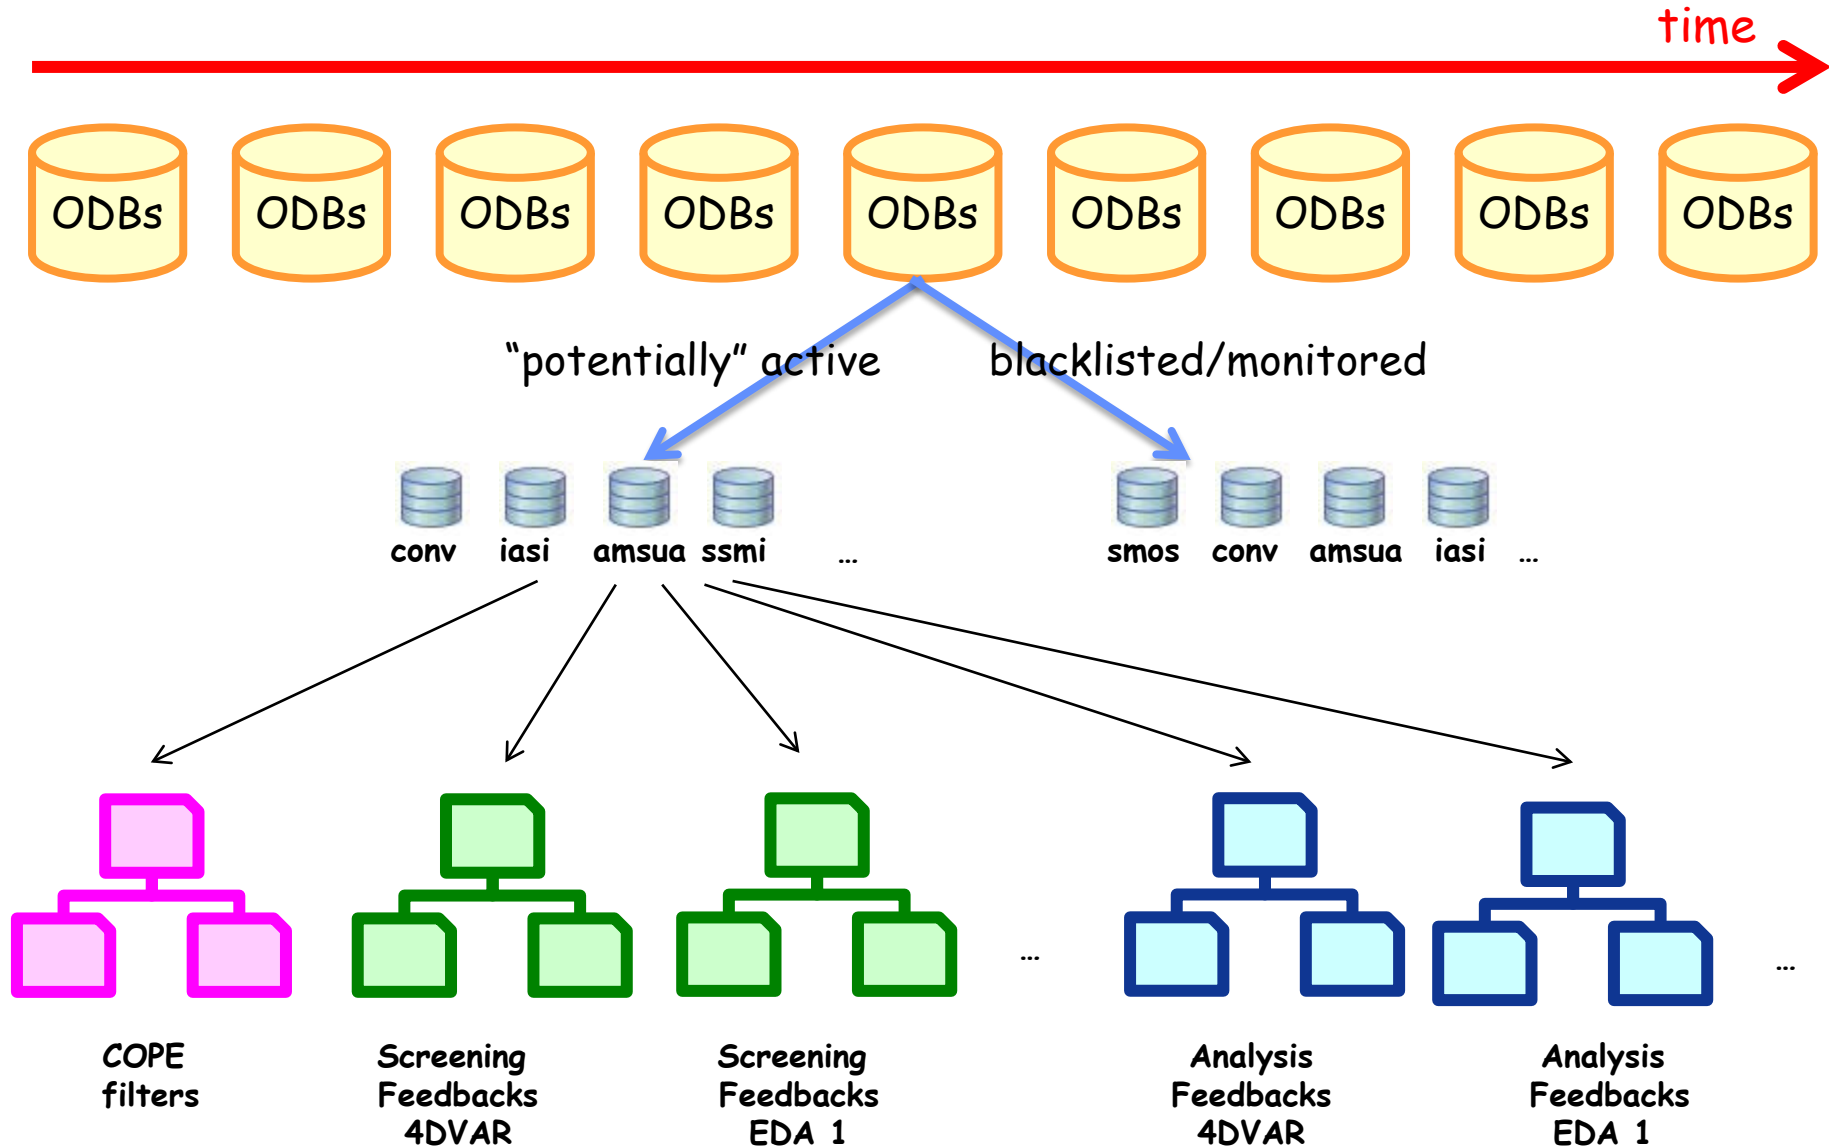 time
ODBs ODBs ODBs ODBs ODBs ODBs ODBs ODBs ODBs
“potentially” active blacklisted/monitored
conv iasi amsua ssmi ... smos conv amsua iasi ...
... ...
COPE
filters
Screening
Feedbacks
4DVAR
Screening
Feedbacks
EDA 1
Analysis
Feedbacks
4DVAR
Analysis
Feedbacks
EDA 1